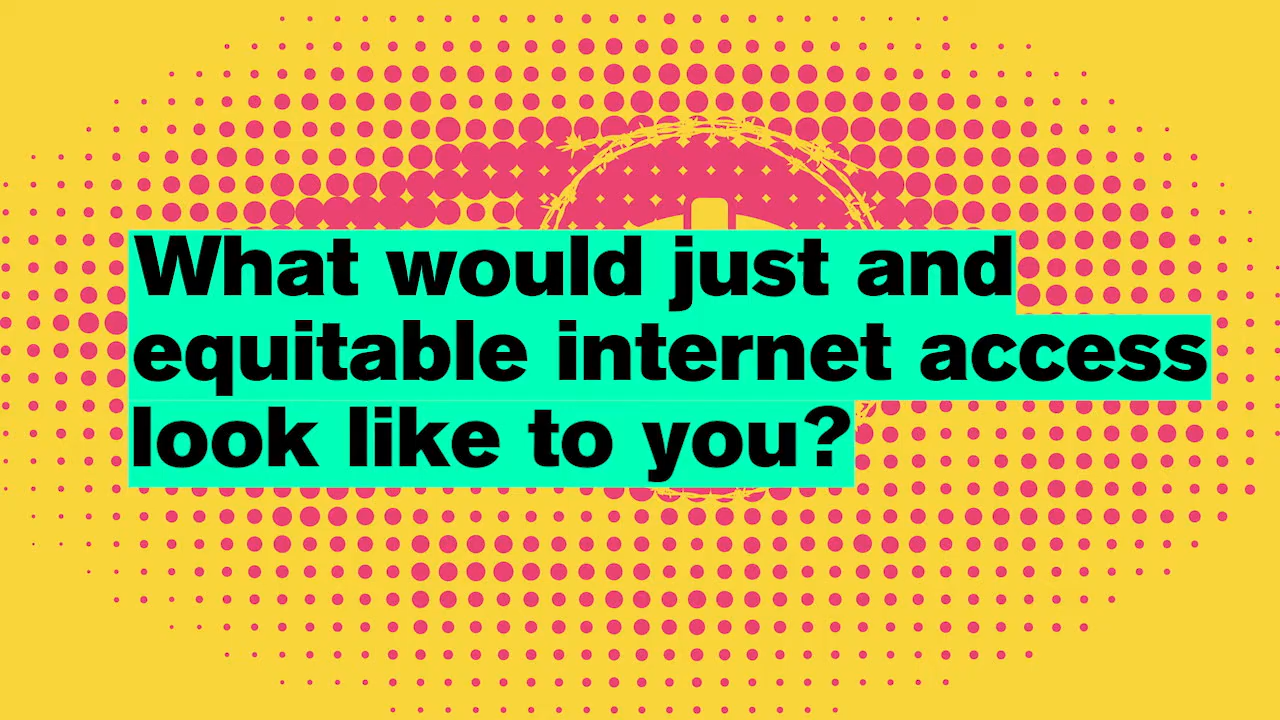 What would just and
equitable internet access
look like to you?